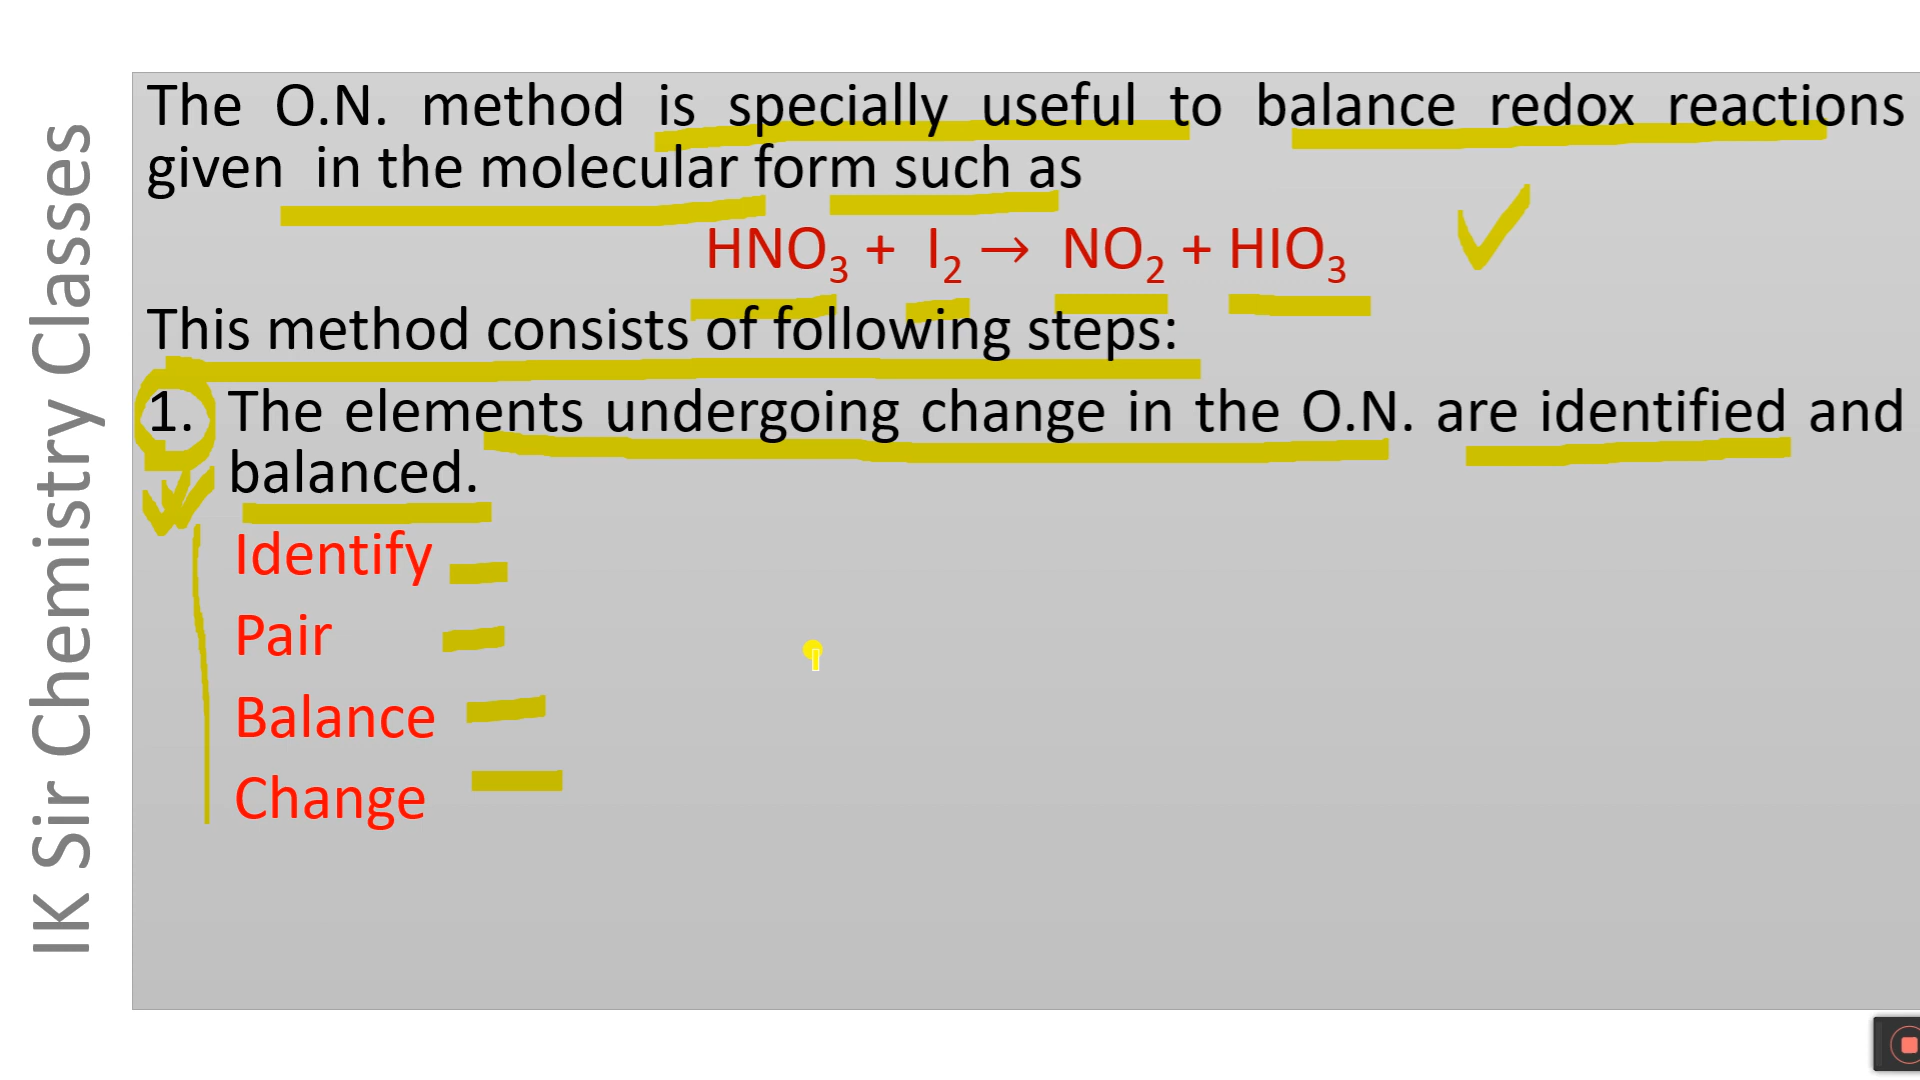 IK Sir Chemistry Classes
The O.N. method is specially useful to balance redox reactions
given in the molecular form such as
HNO₃ + I₂ → NO₂ + HIO₃
This method consists of following steps:
1. The elements undergoing change in the O.N. are identified and
balanced.
Identify
Pair
Balance
Change